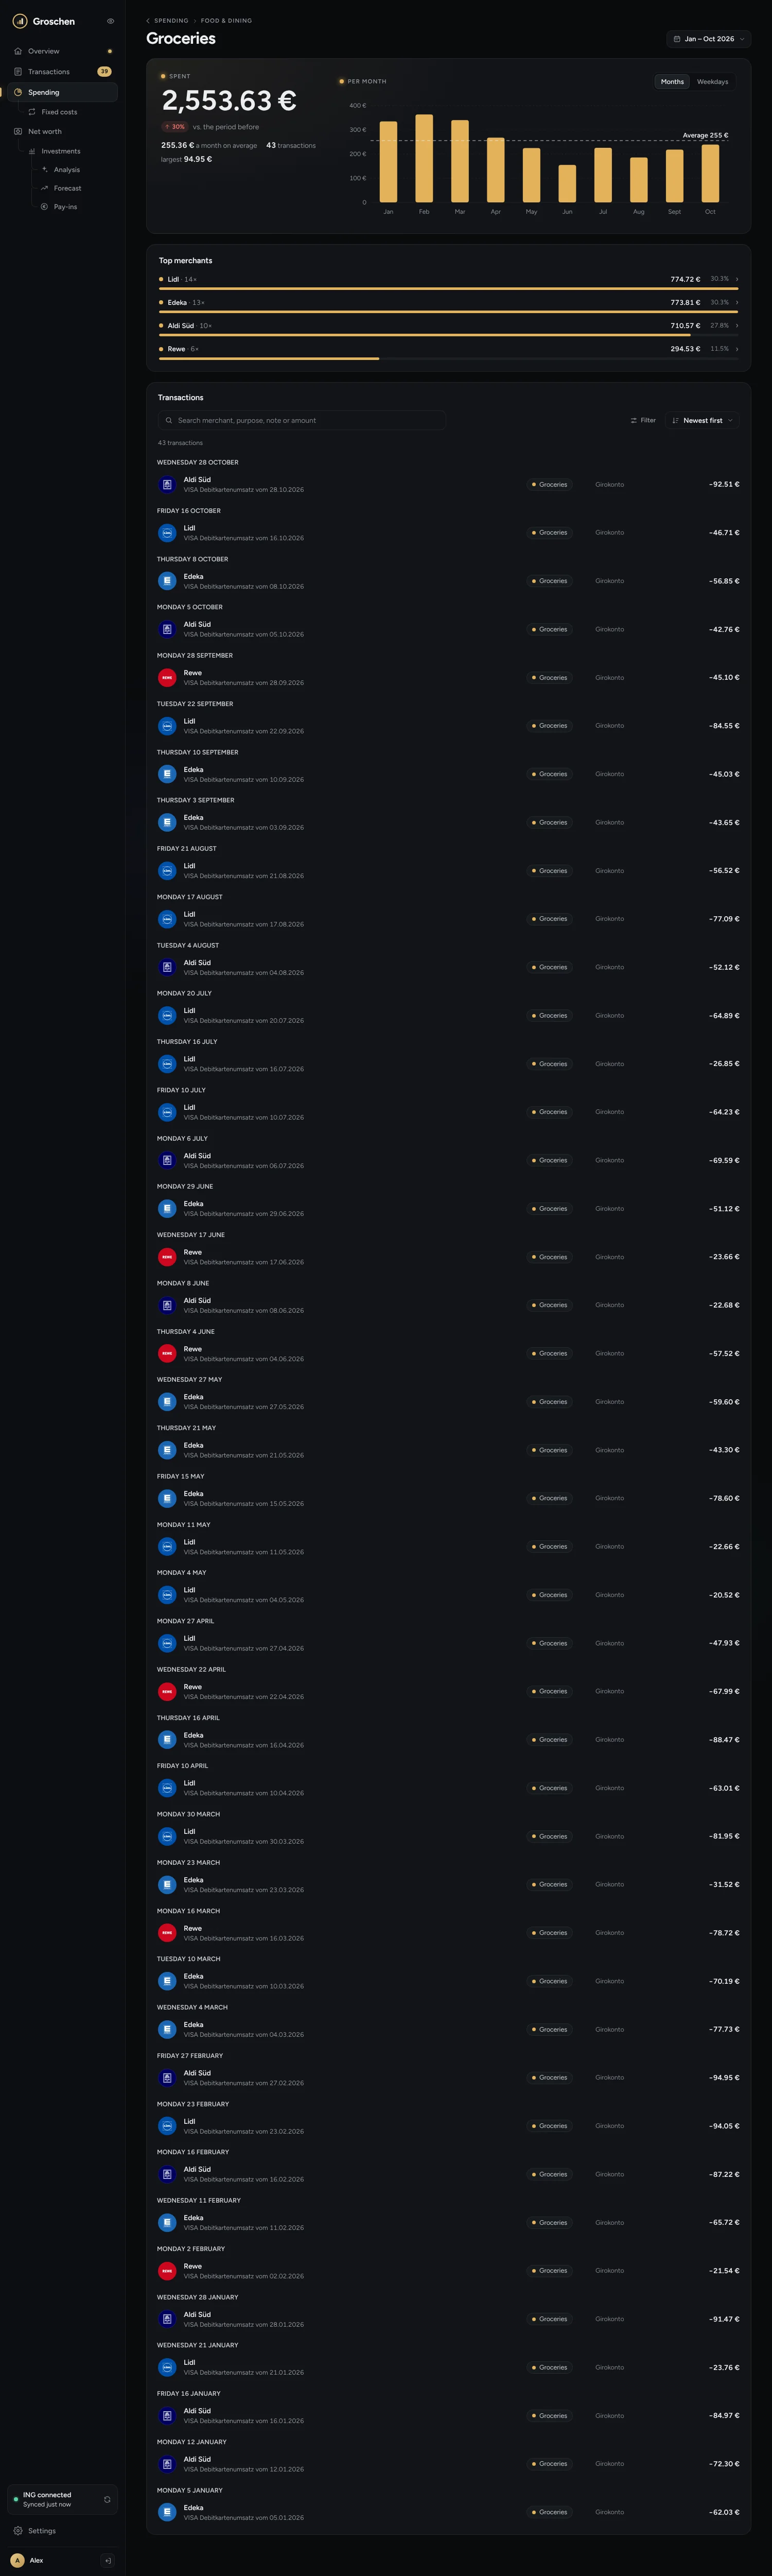 Groschen
Overview
Transactions 39
Spending
Fixed costs
Net worth
Investments
Analysis
Forecast
Pay-ins
SPENDING › FOOD & DINING
Groceries
Jan – Oct 2026
SPENT
2,553.63 €
↑ 30% vs. the period before
255.36 € a month on average 43 transactions
largest 94.95 €
PER MONTH
Months Weekdays
400 €
300 €
200 €
100 €
0
Average 255 €
Jan Feb Mar Apr May Jun Jul Aug Sept Oct
Top merchants
Lidl · 14× 774.72 € 30.3%
Edeka · 13× 773.81 € 30.3%
Aldi Süd · 10× 710.57 € 27.8%
Rewe · 6× 294.53 € 11.5%
Transactions
Search merchant, purpose, note or amount
Filter Newest first
43 transactions
WEDNESDAY 28 OCTOBER
Aldi Süd
VISA Debitkartenumsatz vom 28.10.2026 Groceries Girokonto −92.51 €
FRIDAY 16 OCTOBER
Lidl
VISA Debitkartenumsatz vom 16.10.2026 Groceries Girokonto −46.71 €
THURSDAY 8 OCTOBER
Edeka
VISA Debitkartenumsatz vom 08.10.2026 Groceries Girokonto −56.85 €
MONDAY 5 OCTOBER
Aldi Süd
VISA Debitkartenumsatz vom 05.10.2026 Groceries Girokonto −42.76 €
MONDAY 28 SEPTEMBER
Rewe
VISA Debitkartenumsatz vom 28.09.2026 Groceries Girokonto −45.10 €
TUESDAY 22 SEPTEMBER
Lidl
VISA Debitkartenumsatz vom 22.09.2026 Groceries Girokonto −84.55 €
THURSDAY 10 SEPTEMBER
Edeka
VISA Debitkartenumsatz vom 10.09.2026 Groceries Girokonto −45.03 €
THURSDAY 3 SEPTEMBER
Edeka
VISA Debitkartenumsatz vom 03.09.2026 Groceries Girokonto −43.65 €
FRIDAY 21 AUGUST
Lidl
VISA Debitkartenumsatz vom 21.08.2026 Groceries Girokonto −56.52 €
MONDAY 17 AUGUST
Lidl
VISA Debitkartenumsatz vom 17.08.2026 Groceries Girokonto −77.09 €
TUESDAY 4 AUGUST
Aldi Süd
VISA Debitkartenumsatz vom 04.08.2026 Groceries Girokonto −52.12 €
MONDAY 20 JULY
Lidl
VISA Debitkartenumsatz vom 20.07.2026 Groceries Girokonto −64.89 €
THURSDAY 16 JULY
Lidl
VISA Debitkartenumsatz vom 16.07.2026 Groceries Girokonto −26.85 €
FRIDAY 10 JULY
Lidl
VISA Debitkartenumsatz vom 10.07.2026 Groceries Girokonto −64.23 €
MONDAY 6 JULY
Aldi Süd
VISA Debitkartenumsatz vom 06.07.2026 Groceries Girokonto −69.59 €
MONDAY 29 JUNE
Edeka
VISA Debitkartenumsatz vom 29.06.2026 Groceries Girokonto −51.12 €
WEDNESDAY 17 JUNE
Rewe
VISA Debitkartenumsatz vom 17.06.2026 Groceries Girokonto −23.66 €
MONDAY 8 JUNE
Aldi Süd
VISA Debitkartenumsatz vom 08.06.2026 Groceries Girokonto −22.68 €
THURSDAY 4 JUNE
Rewe
VISA Debitkartenumsatz vom 04.06.2026 Groceries Girokonto −57.52 €
WEDNESDAY 27 MAY
Edeka
VISA Debitkartenumsatz vom 27.05.2026 Groceries Girokonto −59.60 €
THURSDAY 21 MAY
Edeka
VISA Debitkartenumsatz vom 21.05.2026 Groceries Girokonto −43.30 €
FRIDAY 15 MAY
Edeka
VISA Debitkartenumsatz vom 15.05.2026 Groceries Girokonto −78.60 €
MONDAY 11 MAY
Lidl
VISA Debitkartenumsatz vom 11.05.2026 Groceries Girokonto −22.66 €
MONDAY 4 MAY
Lidl
VISA Debitkartenumsatz vom 04.05.2026 Groceries Girokonto −20.52 €
MONDAY 27 APRIL
Lidl
VISA Debitkartenumsatz vom 27.04.2026 Groceries Girokonto −47.93 €
WEDNESDAY 22 APRIL
Rewe
VISA Debitkartenumsatz vom 22.04.2026 Groceries Girokonto −67.99 €
THURSDAY 16 APRIL
Edeka
VISA Debitkartenumsatz vom 16.04.2026 Groceries Girokonto −88.47 €
FRIDAY 10 APRIL
Lidl
VISA Debitkartenumsatz vom 10.04.2026 Groceries Girokonto −63.01 €
MONDAY 30 MARCH
Lidl
VISA Debitkartenumsatz vom 30.03.2026 Groceries Girokonto −81.95 €
MONDAY 23 MARCH
Edeka
VISA Debitkartenumsatz vom 23.03.2026 Groceries Girokonto −31.52 €
MONDAY 16 MARCH
Rewe
VISA Debitkartenumsatz vom 16.03.2026 Groceries Girokonto −78.72 €
TUESDAY 10 MARCH
Edeka
VISA Debitkartenumsatz vom 10.03.2026 Groceries Girokonto −70.19 €
WEDNESDAY 4 MARCH
Edeka
VISA Debitkartenumsatz vom 04.03.2026 Groceries Girokonto −77.73 €
FRIDAY 27 FEBRUARY
Aldi Süd
VISA Debitkartenumsatz vom 27.02.2026 Groceries Girokonto −94.95 €
MONDAY 23 FEBRUARY
Lidl
VISA Debitkartenumsatz vom 23.02.2026 Groceries Girokonto −94.05 €
MONDAY 16 FEBRUARY
Aldi Süd
VISA Debitkartenumsatz vom 16.02.2026 Groceries Girokonto −87.22 €
WEDNESDAY 11 FEBRUARY
Edeka
VISA Debitkartenumsatz vom 11.02.2026 Groceries Girokonto −65.72 €
MONDAY 2 FEBRUARY
Rewe
VISA Debitkartenumsatz vom 02.02.2026 Groceries Girokonto −21.54 €
WEDNESDAY 28 JANUARY
Aldi Süd
VISA Debitkartenumsatz vom 28.01.2026 Groceries Girokonto −91.47 €
WEDNESDAY 21 JANUARY
Lidl
VISA Debitkartenumsatz vom 21.01.2026 Groceries Girokonto −23.76 €
FRIDAY 16 JANUARY
Aldi Süd
VISA Debitkartenumsatz vom 16.01.2026 Groceries Girokonto −84.97 €
MONDAY 12 JANUARY
Aldi Süd
VISA Debitkartenumsatz vom 12.01.2026 Groceries Girokonto −72.30 €
MONDAY 5 JANUARY
Edeka
VISA Debitkartenumsatz vom 05.01.2026 Groceries Girokonto −62.03 €
ING connected
Synced just now
Settings
A Alex